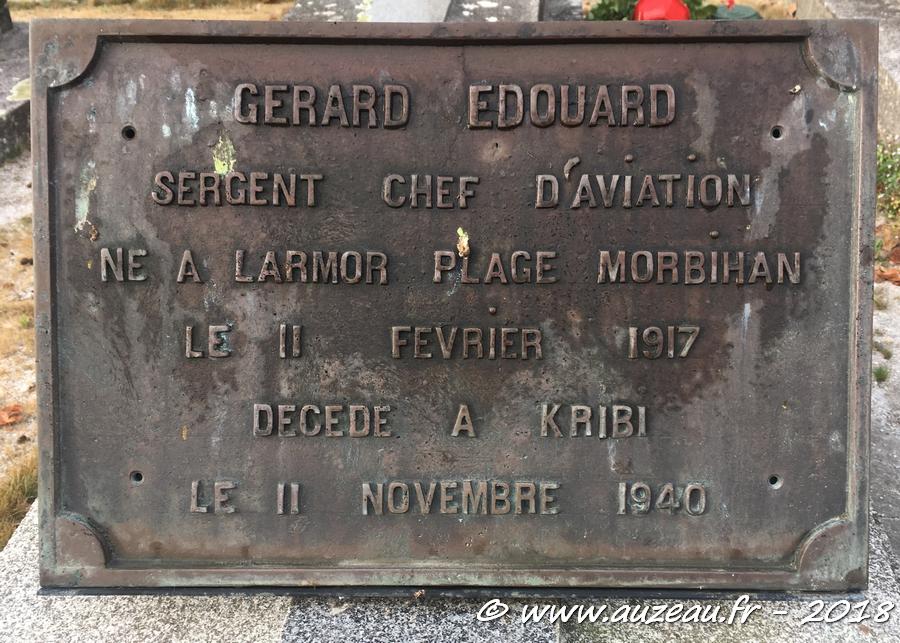 GERARD EDOUARD
SERGENT CHEF D'AVIATION
NE A LARMOR PLAGE MORBIHAN
LE 11 FEVRIER 1917
DECEDE A KRIBI
LE 11 NOVEMBRE 1940
© www.auzeau.fr - 2018